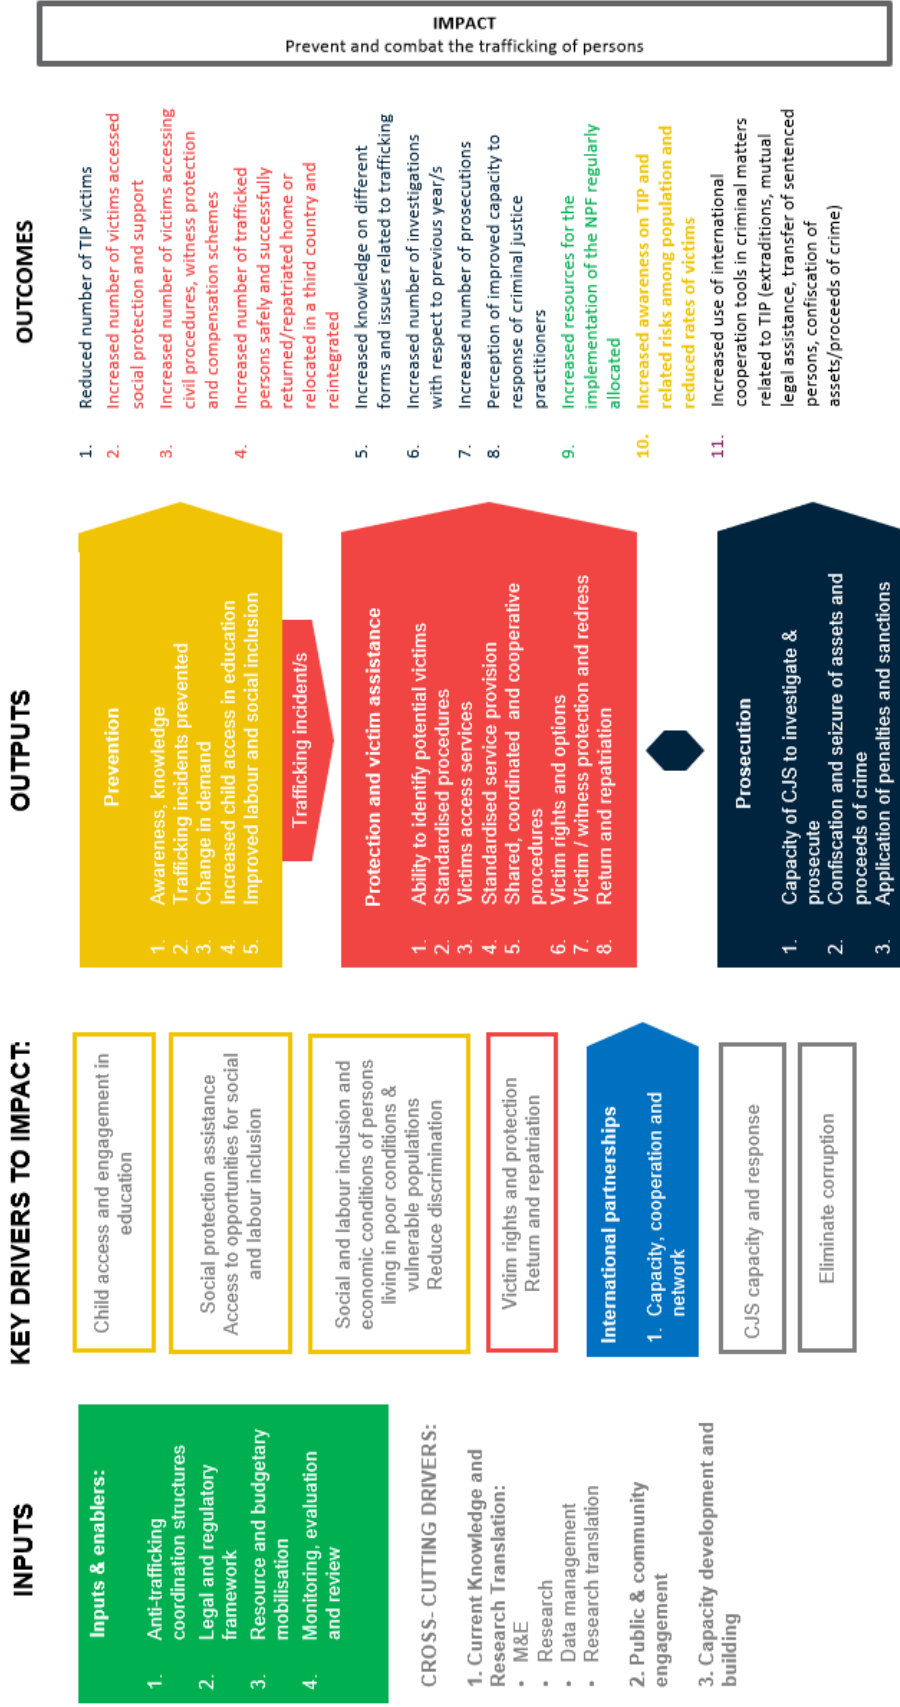 INPUTS
Inputs & enablers:
1. Anti-trafficking
coordination structures
2. Legal and regulatory
framework
3. Resource and budgetary
mobilisation
4. Monitoring, evaluation
and review
CROSS- CUTTING DRIVERS:
1. Current Knowledge and
Research Translation:
• M&E
• Research
• Data management
• Research translation
2. Public & community
engagement
3. Capacity development and
building
KEY DRIVERS TO IMPACT:
Child access and engagement in
education
Social protection assistance
Access to opportunities for social
and labour inclusion
Social and labour inclusion and
economic conditions of persons
living in poor conditions &
vulnerable populations
Reduce discrimination
Victim rights and protection
Return and repatriation
International partnerships
1. Capacity, cooperation and
network
CJS capacity and response
Eliminate corruption
OUTPUTS
Prevention
1. Awareness, knowledge
2. Trafficking incidents prevented
3. Change in demand
4. Increased child access in education
5. Improved labour and social inclusion
Trafficking incident/s
Protection and victim assistance
1. Ability to identify potential victims
2. Standardised procedures
3. Victims access services
4. Standardised service provision
5. Shared, coordinated and cooperative
procedures
6. Victim rights and options
7. Victim / witness protection and redress
8. Return and repatriation
Prosecution
1. Capacity of CJS to investigate &
prosecute
2. Confiscation and seizure of assets and
proceeds of crime
3. Application of penalties and sanctions
OUTCOMES
1. Reduced number of TIP victims
2. Increased number of victims accessed
social protection and support
3. Increased number of victims accessing
civil procedures, witness protection
and compensation schemes
4. Increased number of trafficked
persons safely and successfully
returned/repatriated home or
relocated in a third country and
reintegrated
5. Increased knowledge on different
forms and issues related to trafficking
6. Increased number of investigations
with respect to previous year/s
7. Increased number of prosecutions
8. Perception of improved capacity to
response of criminal justice
practitioners
9. Increased resources for the
implementation of the NPF regularly
allocated
10. Increased awareness on TIP and
related risks among population and
reduced rates of victims
11. Increased use of international
cooperation tools in criminal matters
related to TIP (extraditions, mutual
legal assistance, transfer of sentenced
persons, confiscation of
assets/proceeds of crime)
IMPACT
Prevent and combat the trafficking of persons